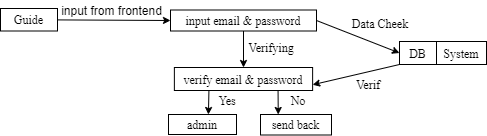 Guide
input from frontend
input email & password
Data Cheek
DB
System
Verifying
verify email & password
Verif
Yes
No
admin
send back